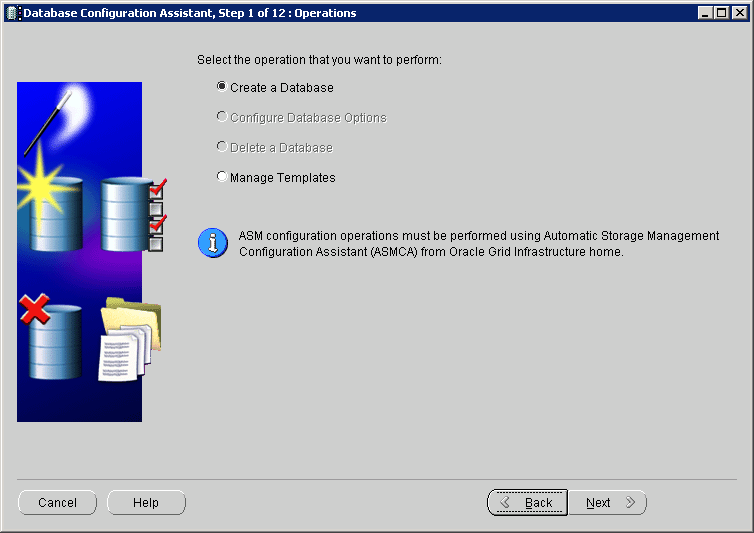 Database Configuration Assistant, Step 1 of 12 : Operations
Select the operation that you want to perform:
Create a Database
Configure Database Options
Delete a Database
Manage Templates
ASM configuration operations must be performed using Automatic Storage Management
Configuration Assistant (ASMCA) from Oracle Grid Infrastructure home.
Cancel Help Back Next